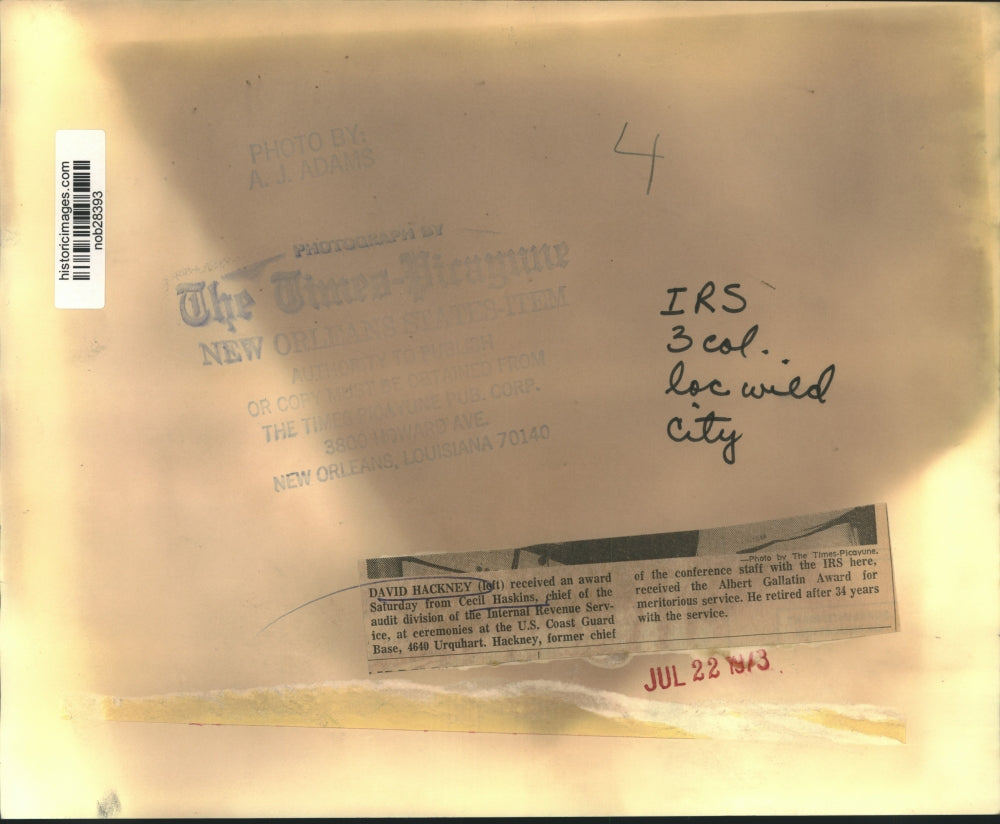 historicimages.com
nob28393
PHOTO BY:
A. J. ADAMS
4
PHOTOGRAPH BY
The Times-Picayune
NEW ORLEANS STATES-ITEM
AUTHORITY TO PUBLISH
OR COPY MUST BE OBTAINED FROM
THE TIMES PICAYUNE PUB. CORP.
3800 HOWARD AVE.
NEW ORLEANS, LOUISIANA 70140
IRS
3 col.
loc wild
city
—Photo by The Times-Picayune.
DAVID HACKNEY (left) received an award
Saturday from Cecil Haskins, chief of the
audit division of the Internal Revenue Serv-
ice, at ceremonies at the U.S. Coast Guard
Base, 4640 Urquhart. Hackney, former chief
of the conference staff with the IRS here,
received the Albert Gallatin Award for
meritorious service. He retired after 34 years
with the service.
JUL 22 1973